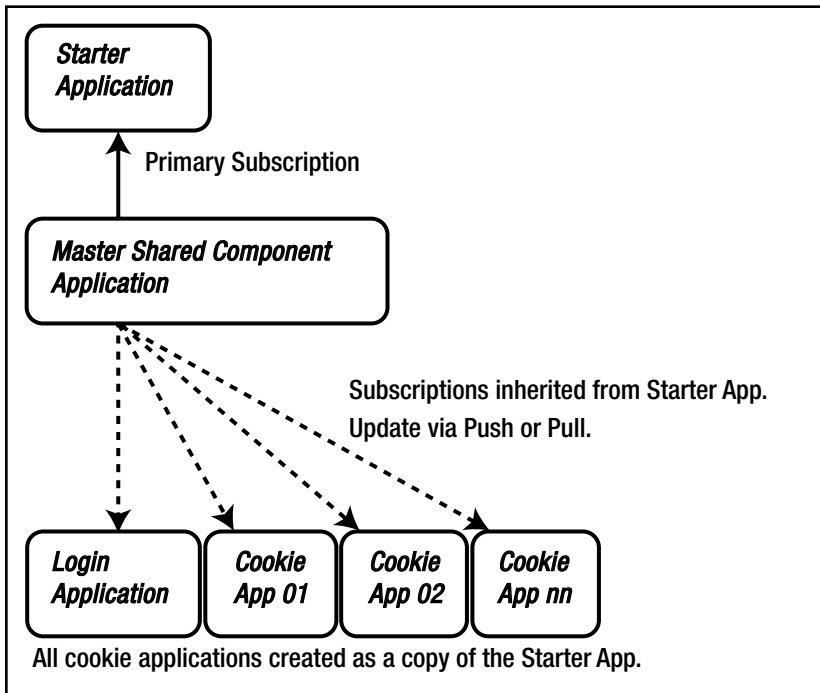 Starter
Application
Primary Subscription
Master Shared Component
Application
Subscriptions inherited from Starter App.
Update via Push or Pull.
Login
Application
Cookie
App 01
Cookie
App 02
Cookie
App nn
All cookie applications created as a copy of the Starter App.